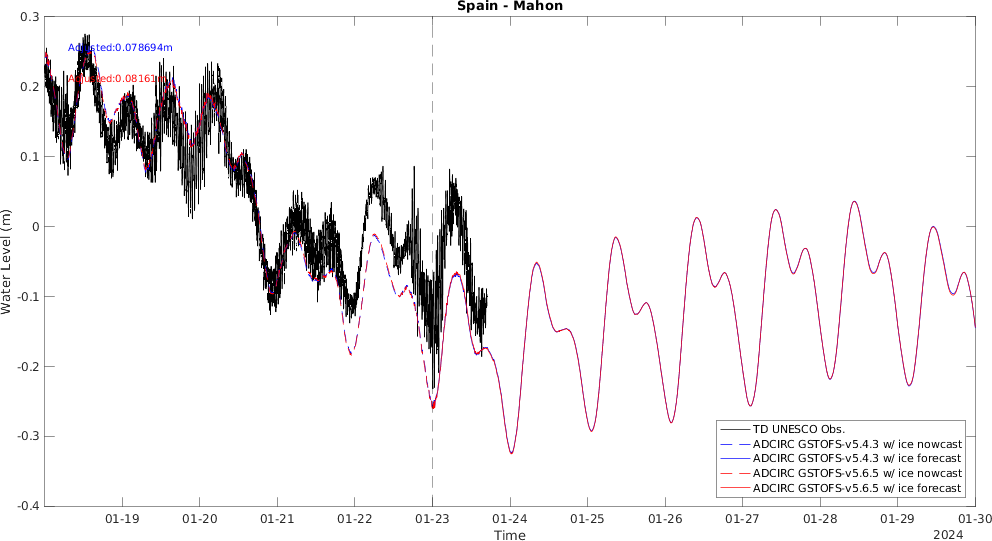 Spain - Mahon
Adjusted:0.078694m
Adjusted:0.08161
Water Level (m)
0.3
0.2
0.1
0
-0.1
-0.2
-0.3
-0.4
01-19 01-20 01-21 01-22 01-23 01-24 01-25 01-26 01-27 01-28 01-29 01-30
Time
2024
TD UNESCO Obs.
ADCIRC GSTOFS-v5.4.3 w/ ice nowcast
ADCIRC GSTOFS-v5.4.3 w/ ice forecast
ADCIRC GSTOFS-v5.6.5 w/ ice nowcast
ADCIRC GSTOFS-v5.6.5 w/ ice forecast